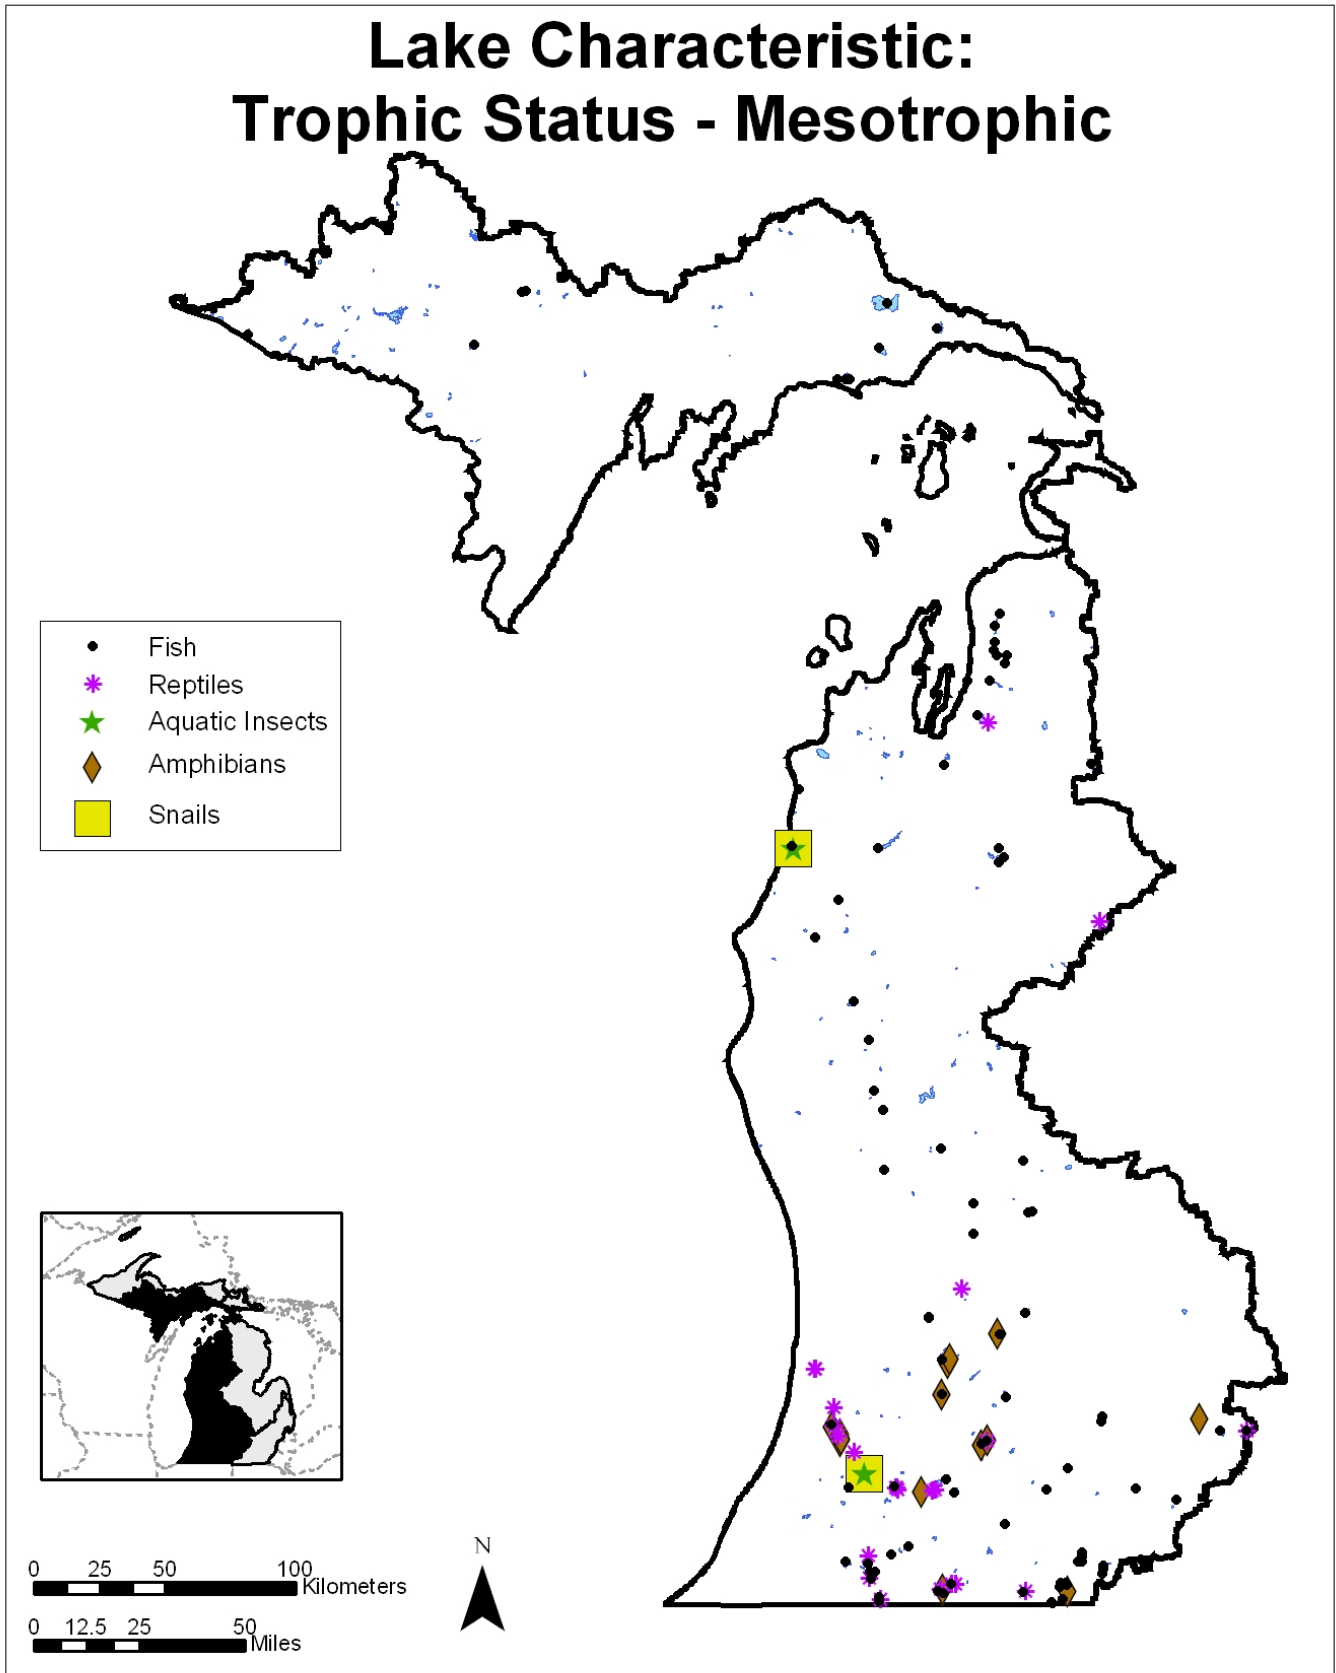 Lake Characteristic:
Trophic Status - Mesotrophic
Fish
Reptiles
Aquatic Insects
Amphibians
Snails
0 25 50 100
Kilometers
0 12.5 25 50
Miles
N